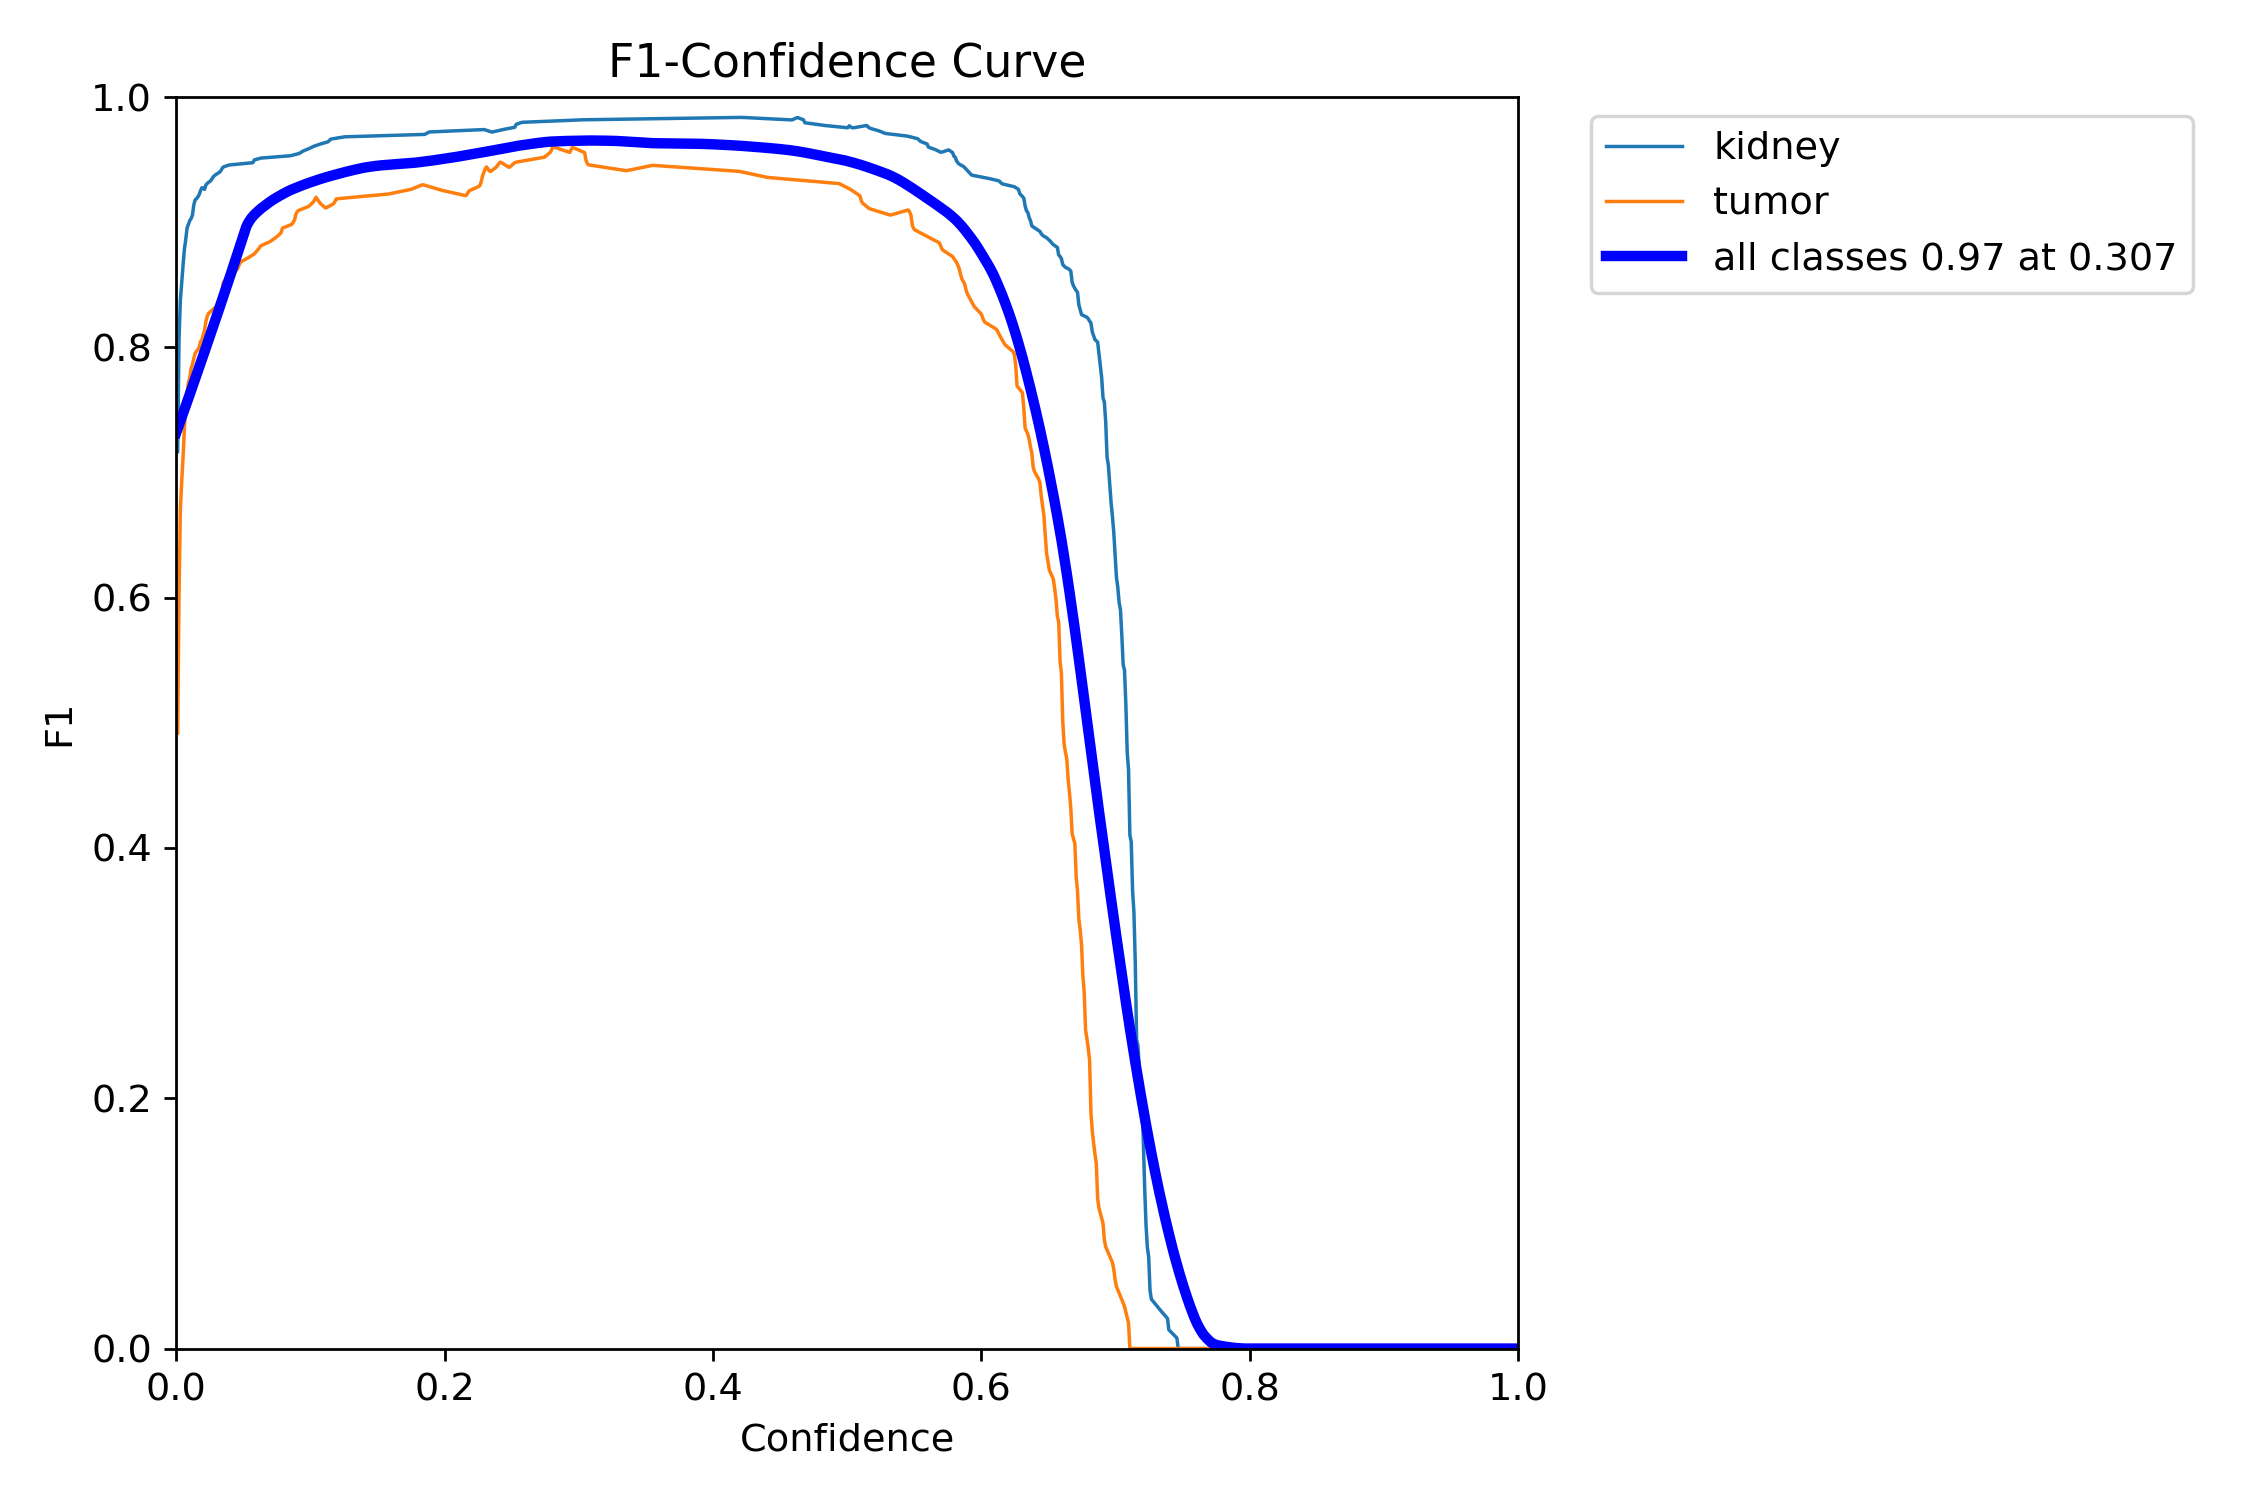 F1-Confidence Curve
1.0
0.8
0.6
0.4
0.2
0.0
F1
0.0 0.2 0.4 0.6 0.8 1.0
Confidence
kidney
tumor
all classes 0.97 at 0.307